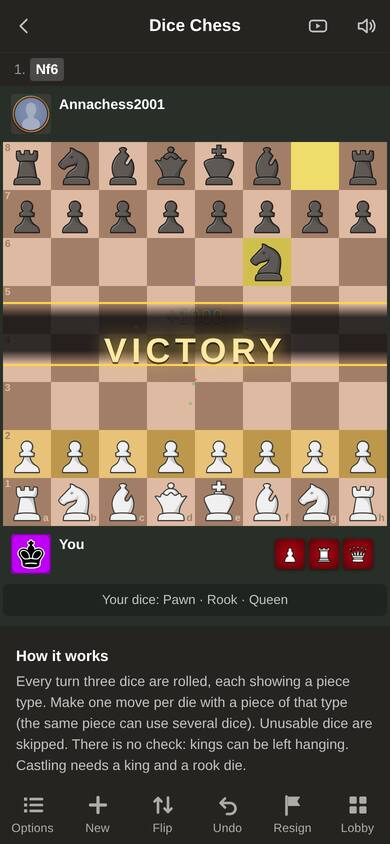 Dice Chess
1. Nf6
Annachess2001
8
7
6
5
VICTORY
3
2
1
a b c d e f g h
You
Your dice: Pawn · Rook · Queen
How it works
Every turn three dice are rolled, each showing a piece
type. Make one move per die with a piece of that type
(the same piece can use several dice). Unusable dice are
skipped. There is no check: kings can be left hanging.
Castling needs a king and a rook die.
Options New Flip Undo Resign Lobby